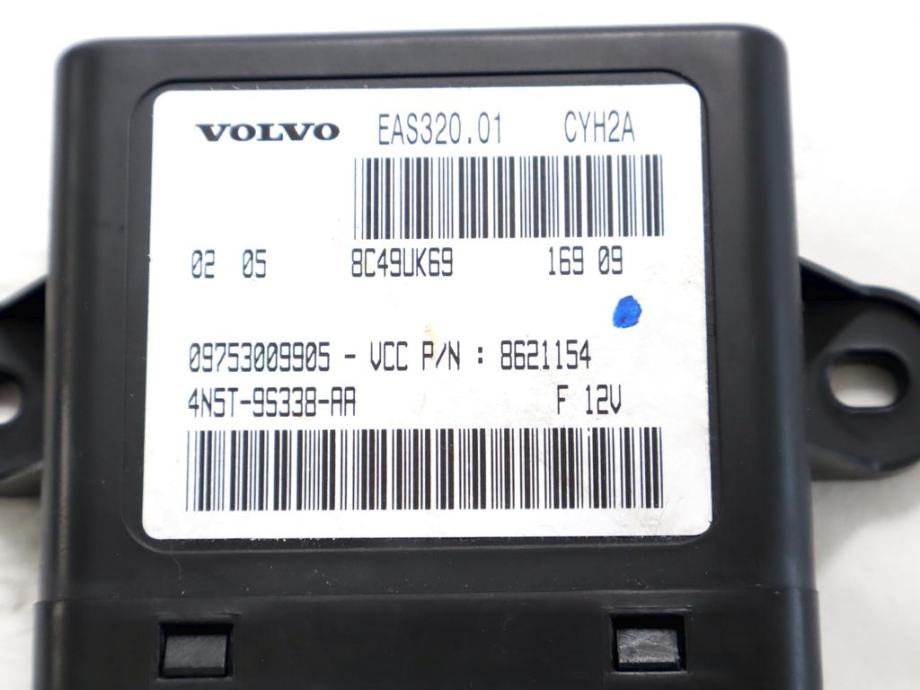 VOLVO EAS320.01 CYH2A
02 05 8C49UK69 169 09
09753009905 - VCC P/N : 8621154
4N5T-9S338-AA F 12V